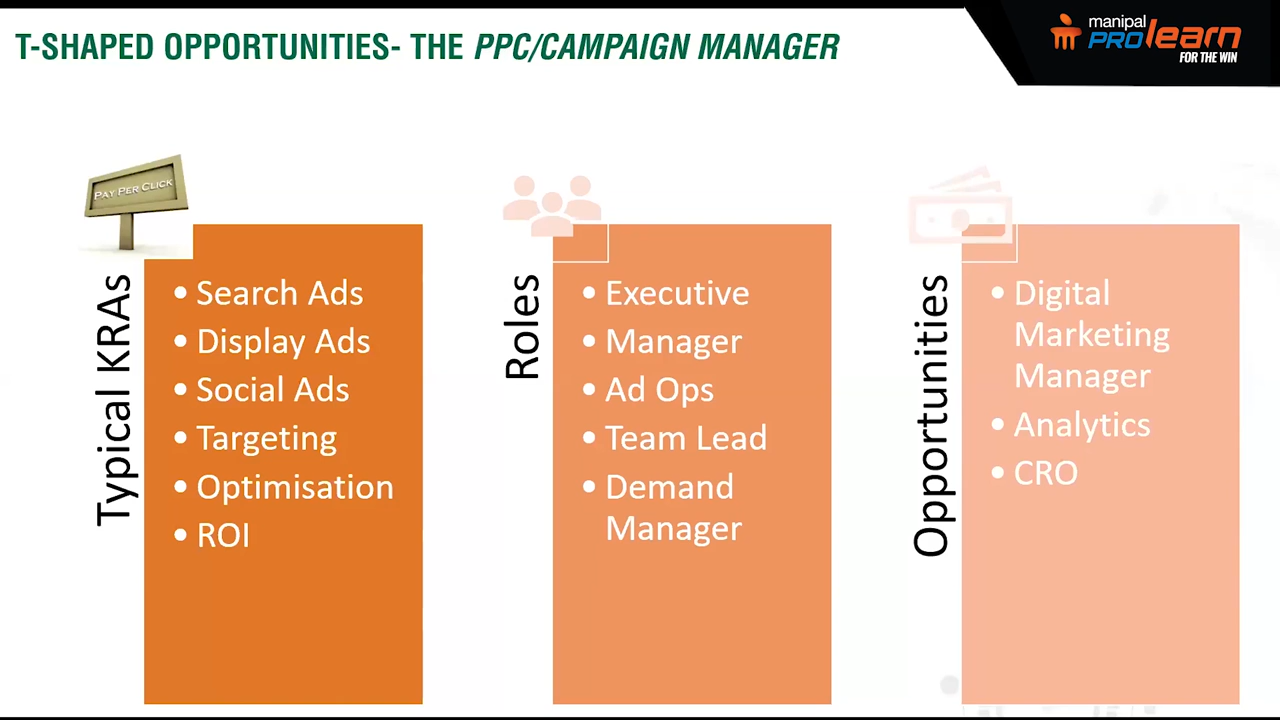 T-SHAPED OPPORTUNITIES- THE PPC/CAMPAIGN MANAGER
manipal
PROlearn
FOR THE WIN
PAY PER CLICK
Typical KRAs
• Search Ads
• Display Ads
• Social Ads
• Targeting
• Optimisation
• ROI
Roles
• Executive
• Manager
• Ad Ops
• Team Lead
• Demand
Manager
Opportunities
• Digital
Marketing
Manager
• Analytics
• CRO